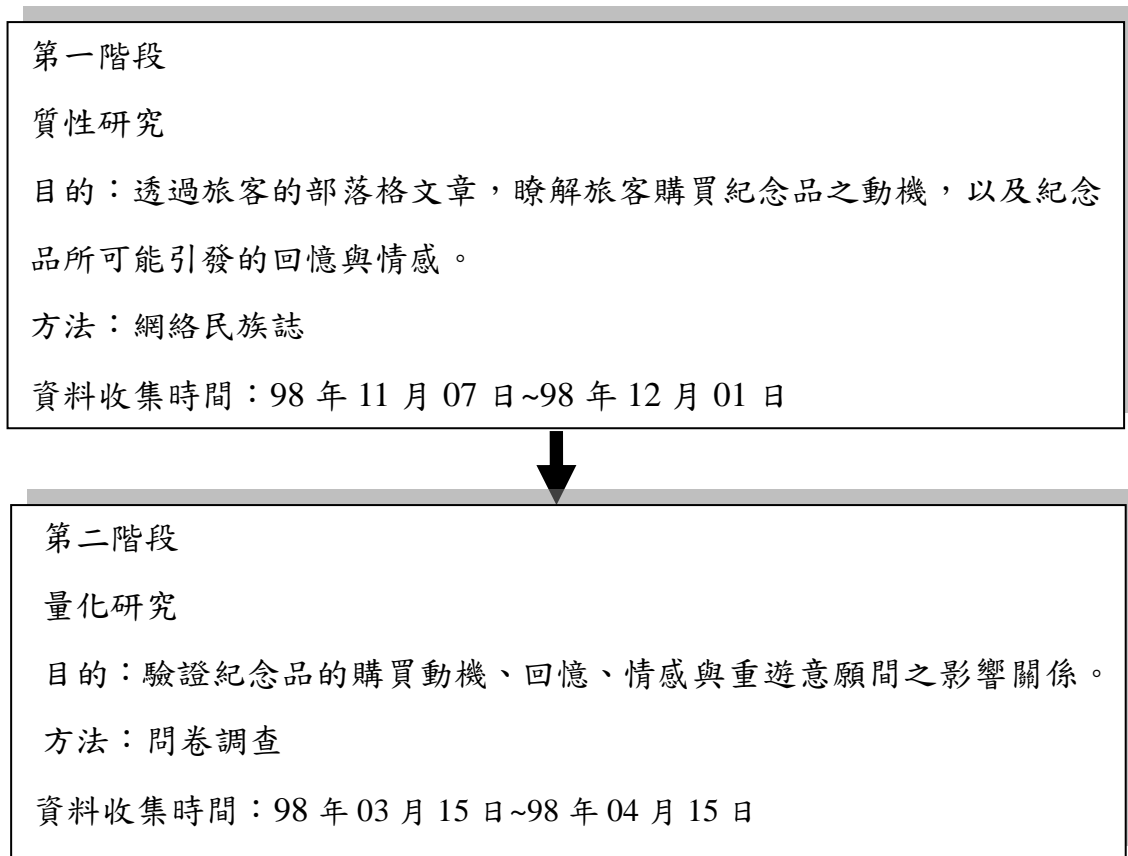 第一階段
質性研究
目的：透過旅客的部落格文章，瞭解旅客購買紀念品之動機，以及紀念
品所可能引發的回憶與情感。
方法：網絡民族誌
資料收集時間：98 年 11 月 07 日~98 年 12 月 01 日
第二階段
量化研究
目的：驗證紀念品的購買動機、回憶、情感與重遊意願間之影響關係。
方法：問卷調查
資料收集時間：98 年 03 月 15 日~98 年 04 月 15 日